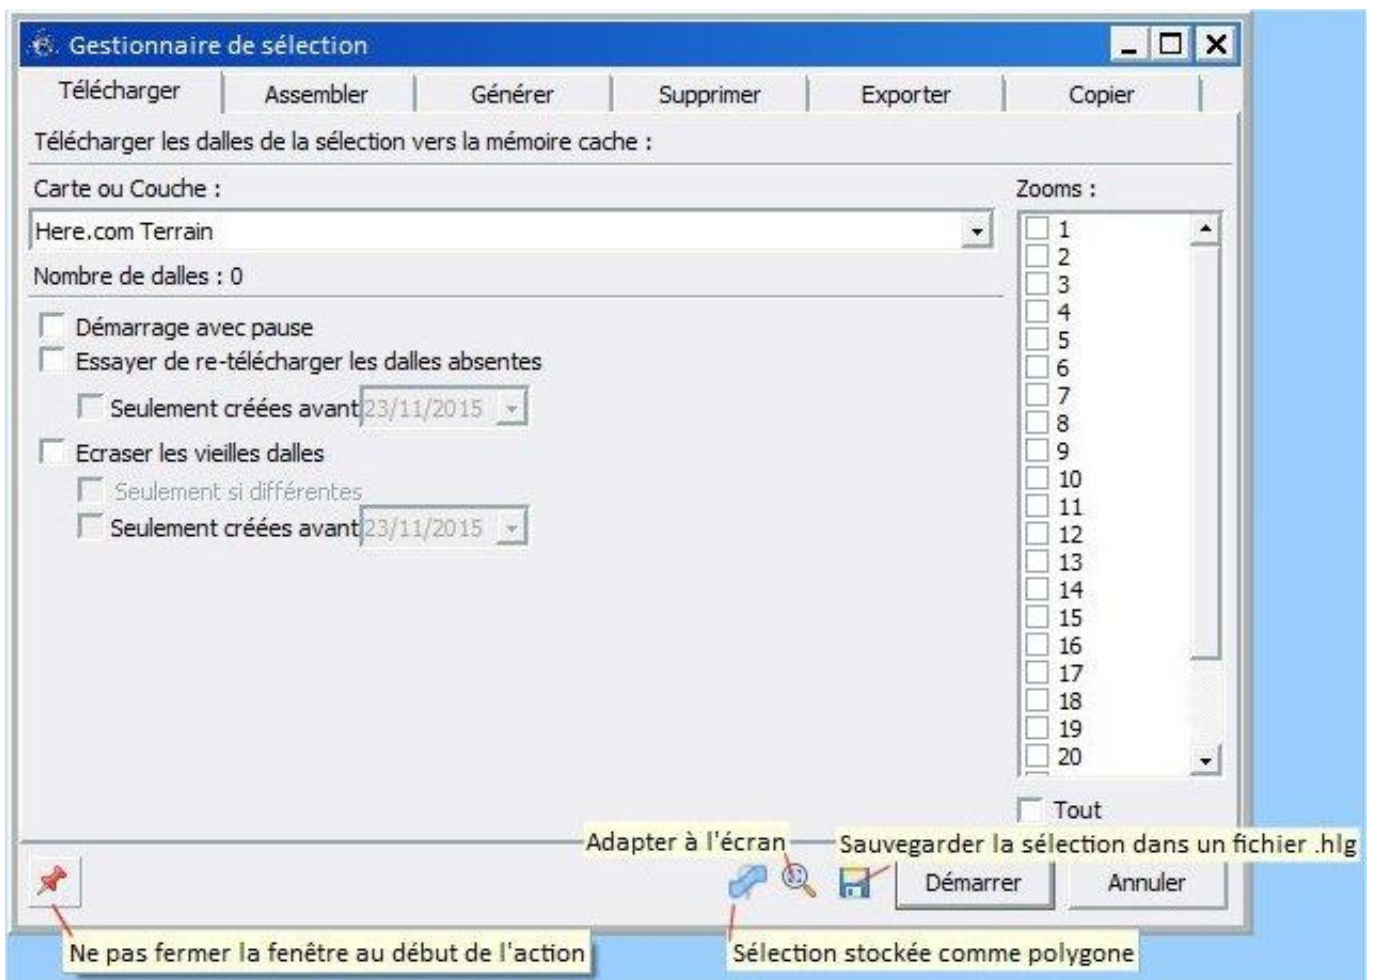 Gestionnaire de sélection
Télécharger Assembler Générer Supprimer Exporter Copier
Télécharger les dalles de la sélection vers la mémoire cache :
Carte ou Couche :
Zooms :
Here.com Terrain
Nombre de dalles : 0
Démarrage avec pause
Essayer de re-télécharger les dalles absentes
Seulement créées avant 23/11/2015
Ecraser les vieilles dalles
Seulement si différentes
Seulement créées avant 23/11/2015
1
2
3
4
5
6
7
8
9
10
11
12
13
14
15
16
17
18
19
20
Tout
Adapter à l'écran
Sauvegarder la sélection dans un fichier .hlg
Démarrer Annuler
Ne pas fermer la fenêtre au début de l'action
Sélection stockée comme polygone